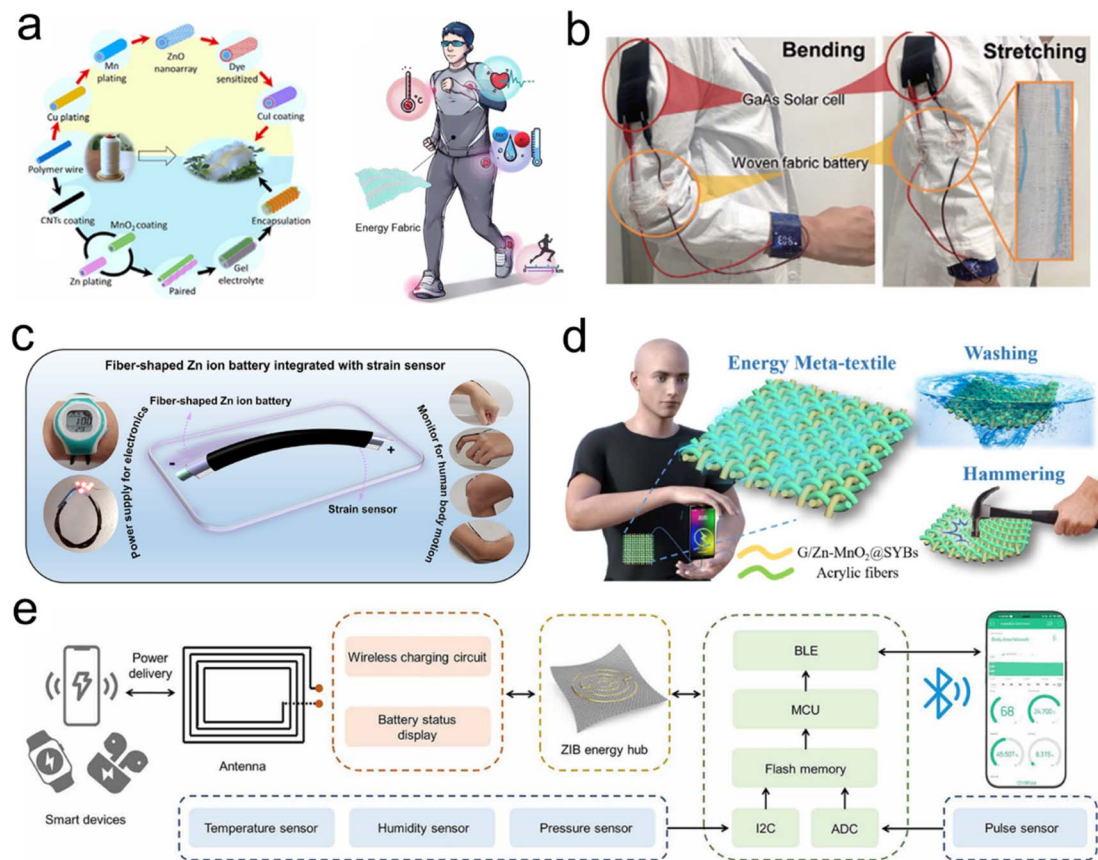 a
Mn
plating
ZnO
nanoarray
Dye
sensitized
Cu plating
CuI coating
Polymer wire
CNTs coating
MnO₂ coating
Encapsulation
Zn plating
Paired
Gel
electrolyte
°C
Energy Fabric
km
b
Bending
Stretching
GaAs Solar cell
Woven fabric battery
c
Fiber-shaped Zn ion battery integrated with strain sensor
Fiber-shaped Zn ion battery
Power supply for electronics
Monitor for human body motion
-
+
Strain sensor
d
Energy Meta-textile
Washing
Hammering
G/Zn-MnO₂@SYBs
Acrylic fibers
e
Power
delivery
Smart devices
Antenna
Wireless charging circuit
Battery status
display
ZIB energy hub
BLE
MCU
Flash memory
I2C
ADC
Temperature sensor
Humidity sensor
Pressure sensor
Pulse sensor
68